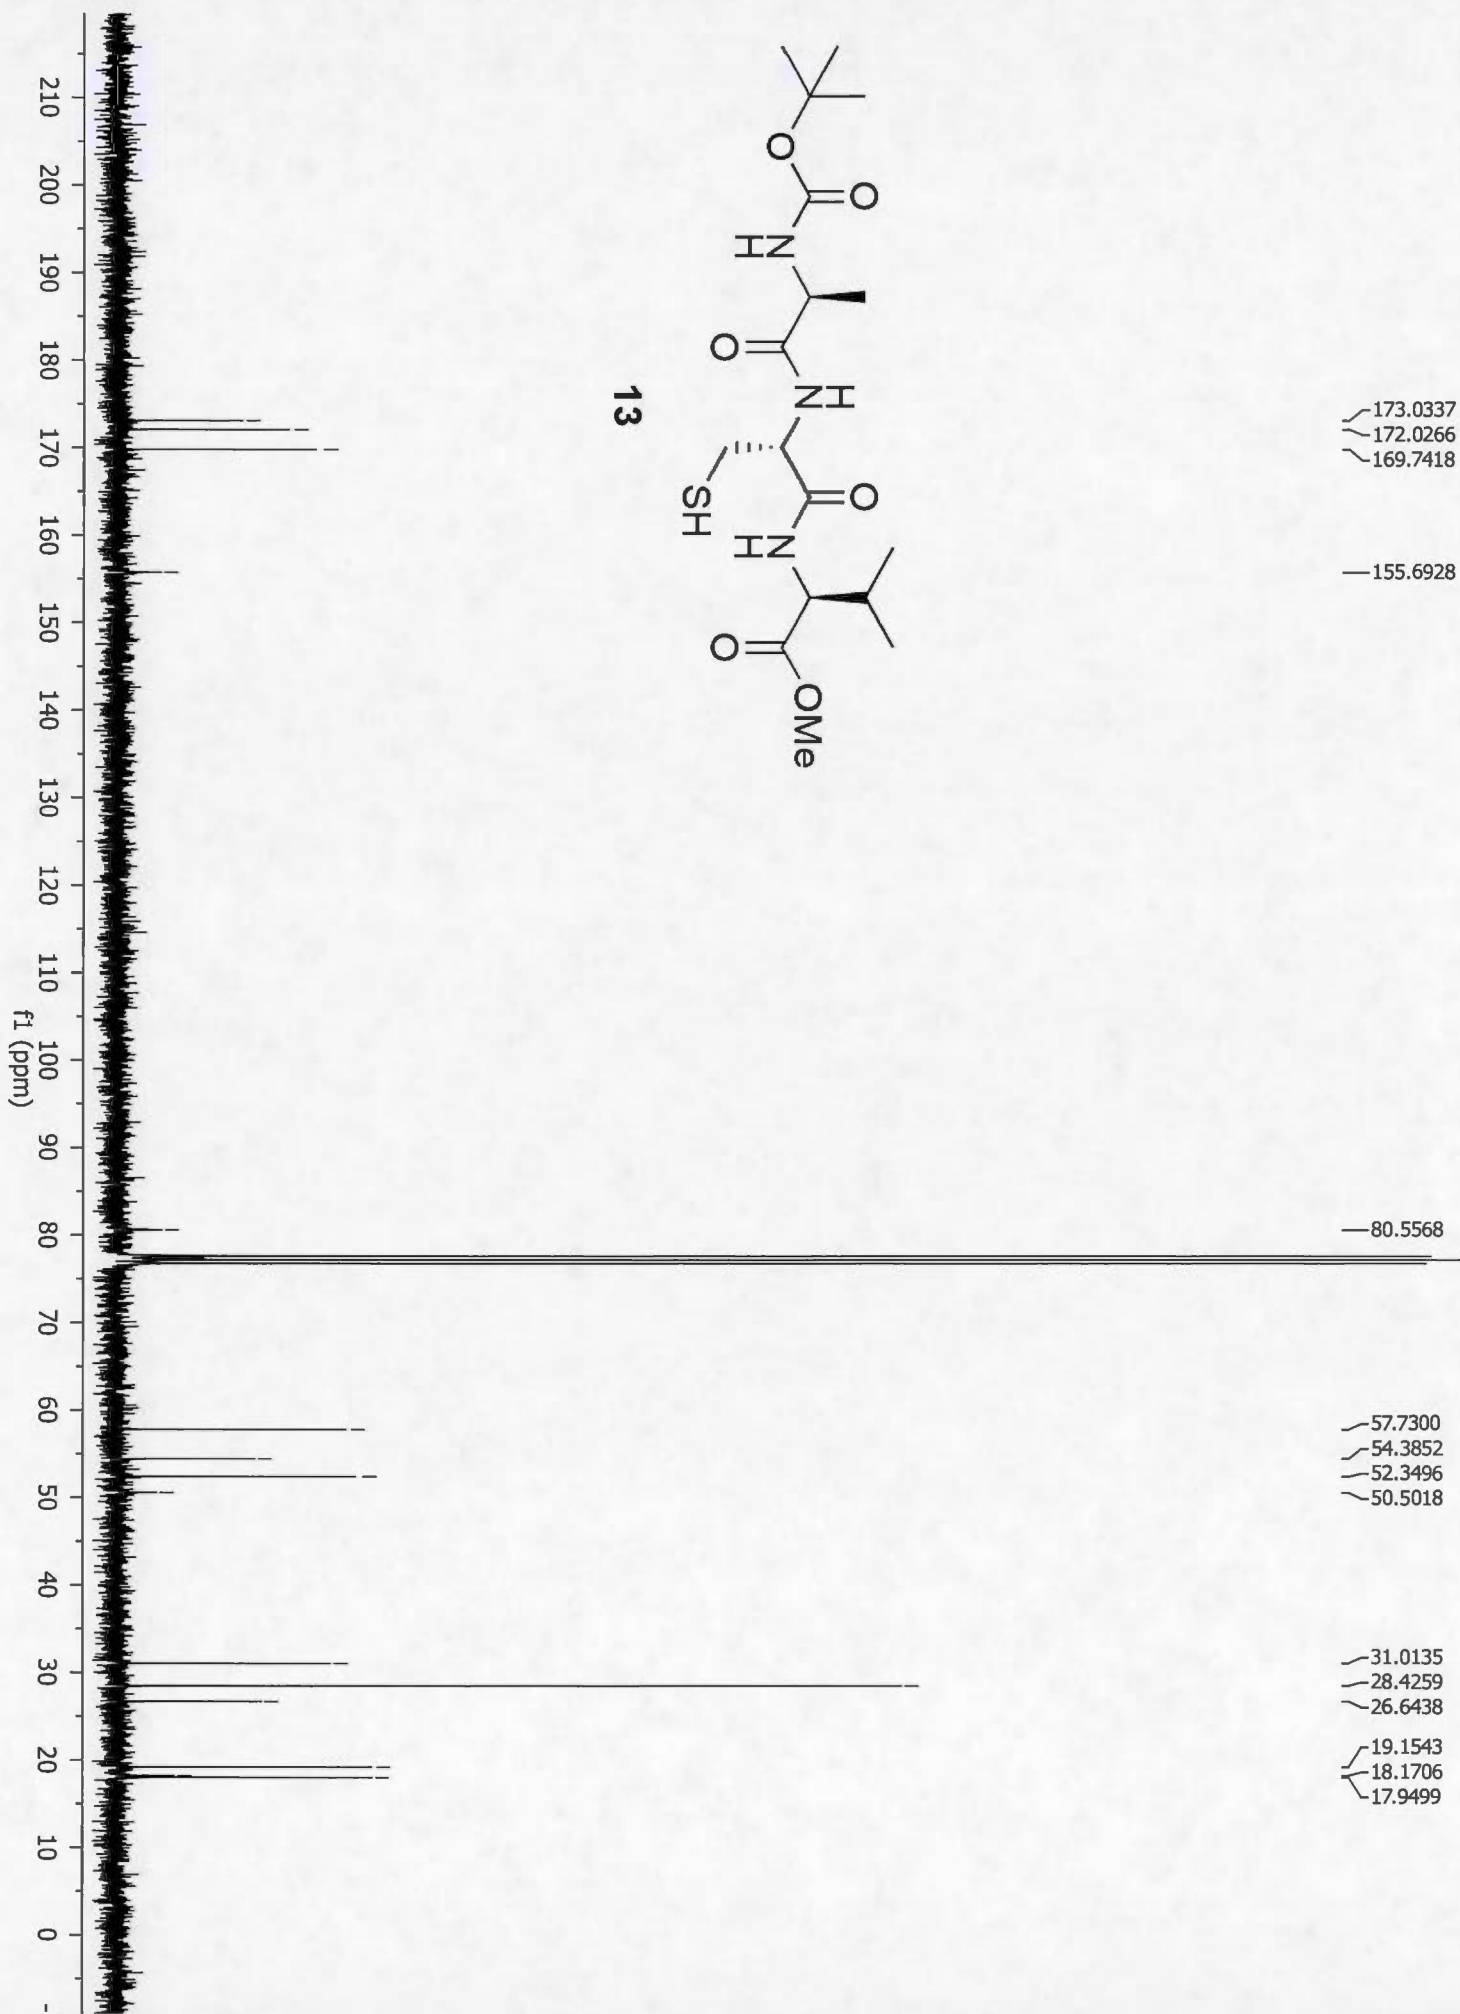 173.0337
172.0266
169.7418
155.6928
80.5568
57.7300
54.3852
52.3496
50.5018
31.0135
28.4259
26.6438
19.1543
18.1706
17.9499
O
O
H
N
O
H
N
SH
O
H
N
O
OMe
13
210 200 190 180 170 160 150 140 130 120 110 100 90 80 70 60 50 40 30 20 10 0 -
f1 (ppm)